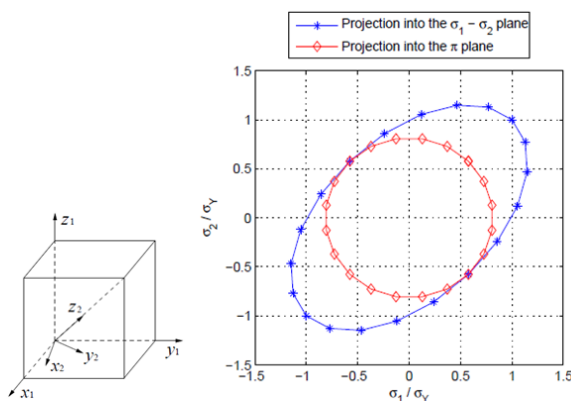 Projection into the σ₁ − σ₂ plane
Projection into the π plane
1.5
1
0.5
0
−0.5
−1
−1.5
−1.5 −1 −0.5 0 0.5 1 1.5
σ₂ / σ_Y
σ₁ / σ_Y
z₁
z₂
y₂
x₂
y₁
x₁